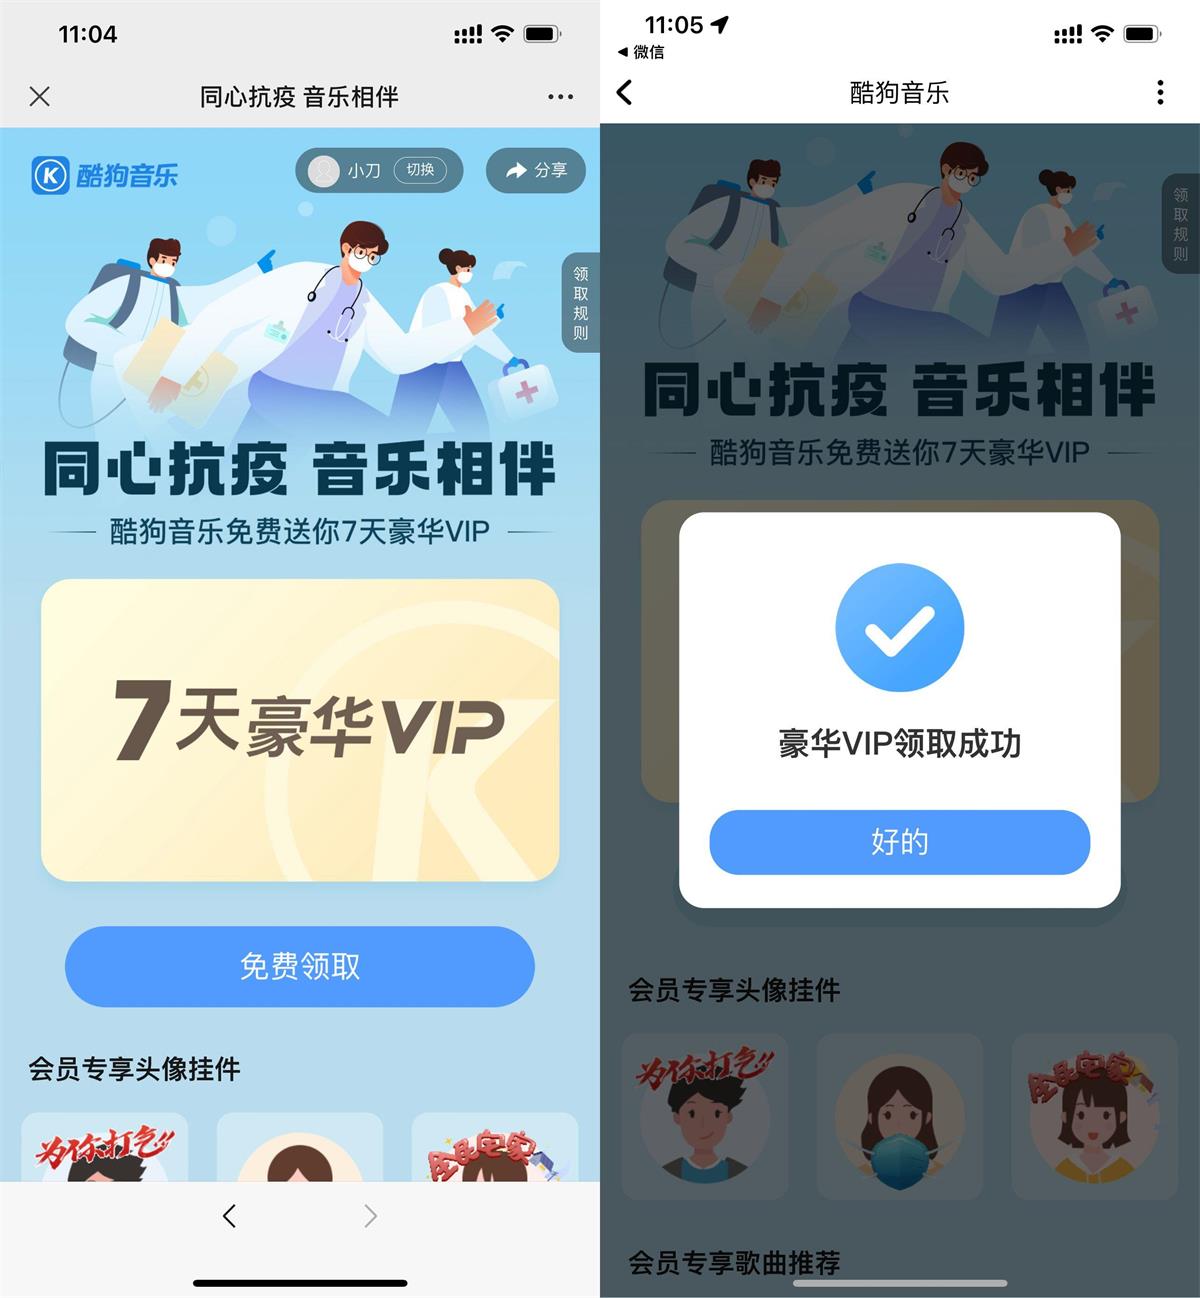 11:04
同心抗疫 音乐相伴
K 酷狗音乐
小刀
切换
分享
领取规则
同心抗疫 音乐相伴
酷狗音乐免费送你7天豪华VIP
7天豪华VIP
免费领取
会员专享头像挂件
为你打气!!
全民宅家
11:05
微信
酷狗音乐
领取规则
同心抗疫 音乐相伴
酷狗音乐免费送你7天豪华VIP
豪华VIP领取成功
好的
会员专享头像挂件
为你打气!!
全民宅家
会员专享歌曲推荐